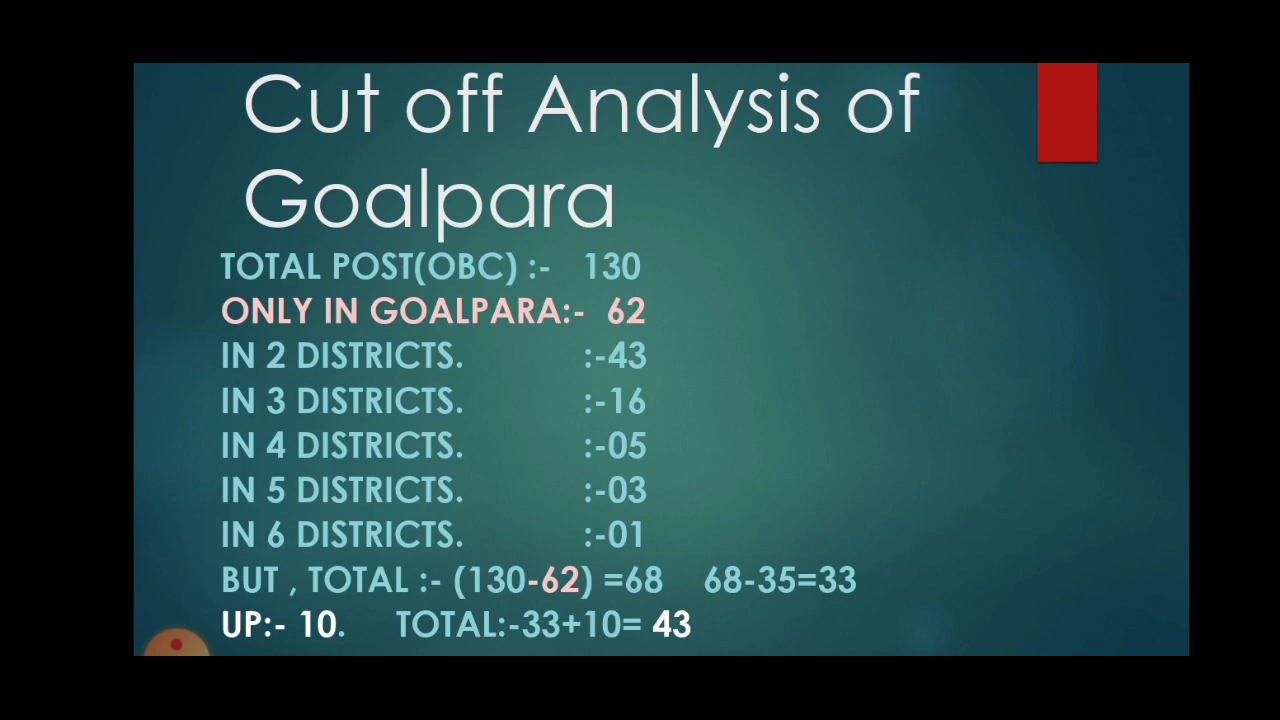 Cut off Analysis of
Goalpara
TOTAL POST(OBC) :- 130
ONLY IN GOALPARA:- 62
IN 2 DISTRICTS. :-43
IN 3 DISTRICTS. :-16
IN 4 DISTRICTS. :-05
IN 5 DISTRICTS. :-03
IN 6 DISTRICTS. :-01
BUT , TOTAL :- (130-62) =68 68-35=33
UP:- 10. TOTAL:-33+10= 43